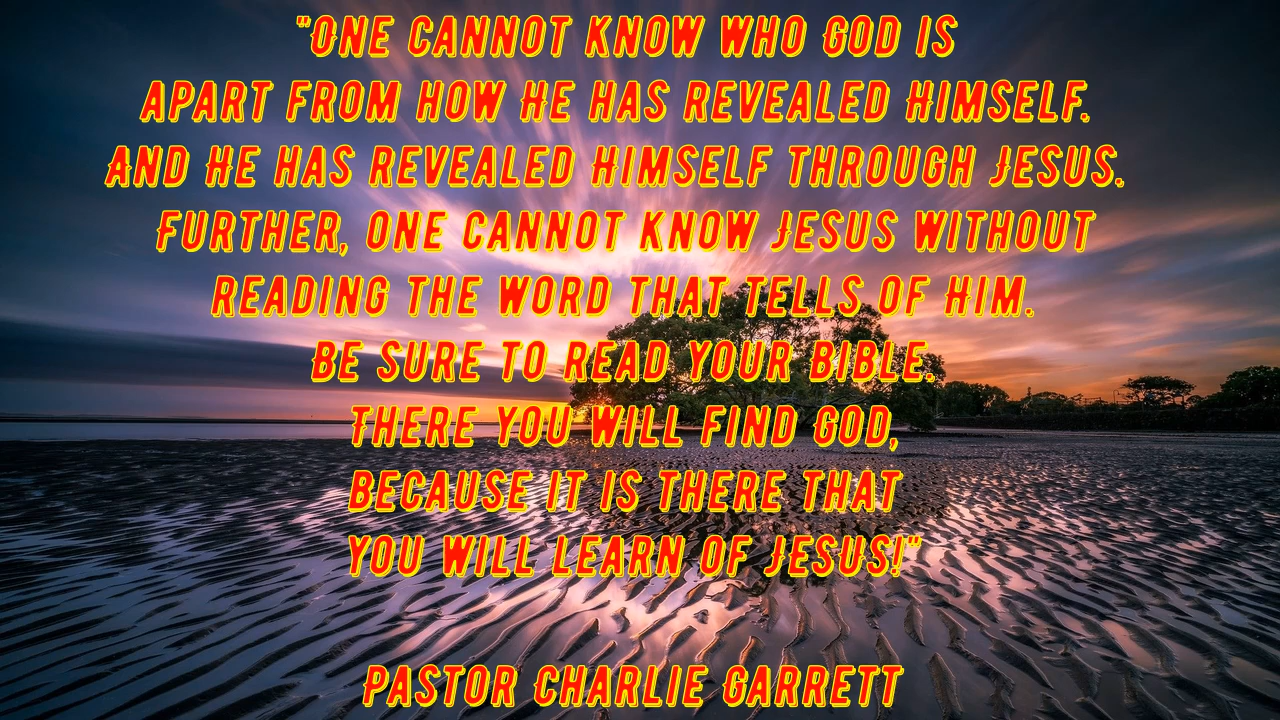 "One cannot know who God is
apart from how He has revealed Himself.
And He has revealed Himself through Jesus.
Further, one cannot know Jesus without
reading the Word that tells of Him.
Be sure to read your Bible.
There you will find God,
because it is there that
you will learn of Jesus!"
Pastor Charlie Garrett